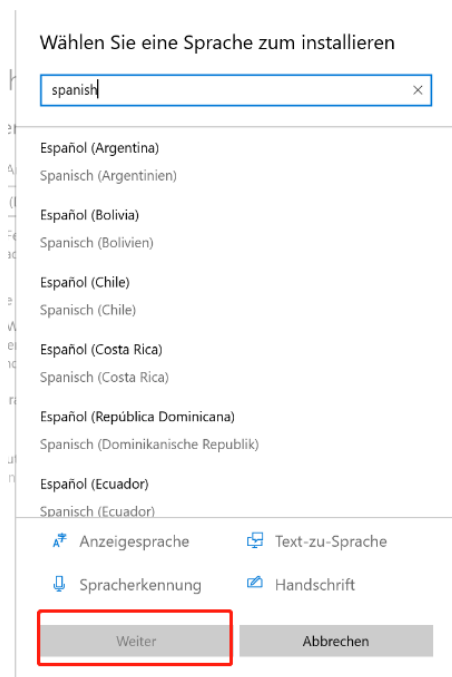 Wählen Sie eine Sprache zum installieren
spanish
Español (Argentina)
Spanisch (Argentinien)
Español (Bolivia)
Spanisch (Bolivien)
Español (Chile)
Spanisch (Chile)
Español (Costa Rica)
Spanisch (Costa Rica)
Español (República Dominicana)
Spanisch (Dominikanische Republik)
Español (Ecuador)
Spanisch (Ecuador)
Anzeigesprache
Text-zu-Sprache
Spracherkennung
Handschrift
Weiter
Abbrechen